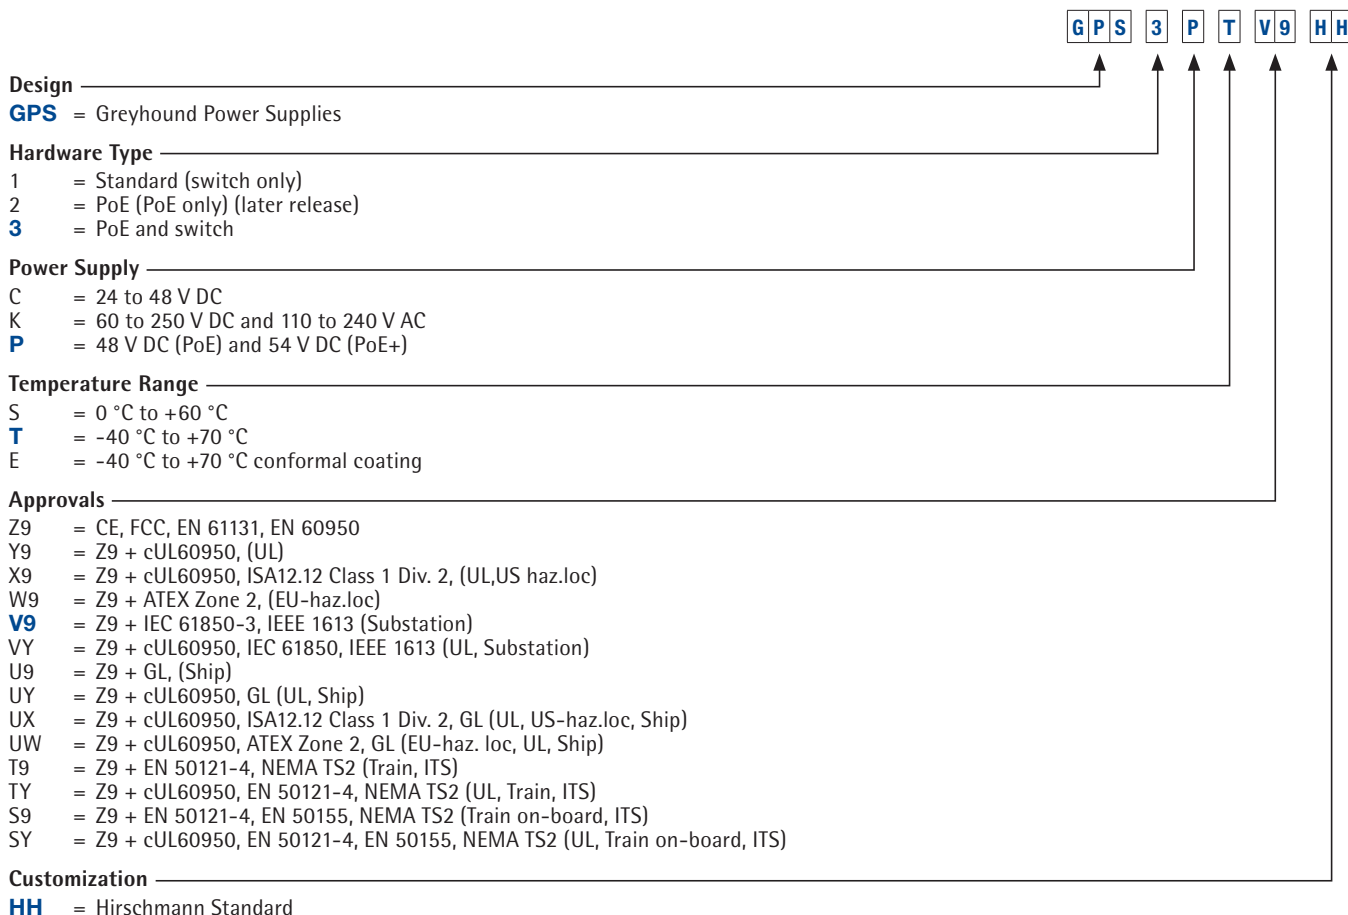 GPS 3 P T V9 HH
Design
GPS = Greyhound Power Supplies
Hardware Type
1 = Standard (switch only)
2 = PoE (PoE only) (later release)
3 = PoE and switch
Power Supply
C = 24 to 48 V DC
K = 60 to 250 V DC and 110 to 240 V AC
P = 48 V DC (PoE) and 54 V DC (PoE+)
Temperature Range
S = 0 °C to +60 °C
T = -40 °C to +70 °C
E = -40 °C to +70 °C conformal coating
Approvals
Z9 = CE, FCC, EN 61131, EN 60950
Y9 = Z9 + cUL60950, (UL)
X9 = Z9 + cUL60950, ISA12.12 Class 1 Div. 2, (UL,US haz.loc)
W9 = Z9 + ATEX Zone 2, (EU-haz.loc)
V9 = Z9 + IEC 61850-3, IEEE 1613 (Substation)
VY = Z9 + cUL60950, IEC 61850, IEEE 1613 (UL, Substation)
U9 = Z9 + GL, (Ship)
UY = Z9 + cUL60950, GL (UL, Ship)
UX = Z9 + cUL60950, ISA12.12 Class 1 Div. 2, GL (UL, US-haz.loc, Ship)
UW = Z9 + cUL60950, ATEX Zone 2, GL (EU-haz. loc, UL, Ship)
T9 = Z9 + EN 50121-4, NEMA TS2 (Train, ITS)
TY = Z9 + cUL60950, EN 50121-4, NEMA TS2 (UL, Train, ITS)
S9 = Z9 + EN 50121-4, EN 50155, NEMA TS2 (Train on-board, ITS)
SY = Z9 + cUL60950, EN 50121-4, EN 50155, NEMA TS2 (UL, Train on-board, ITS)
Customization
HH = Hirschmann Standard